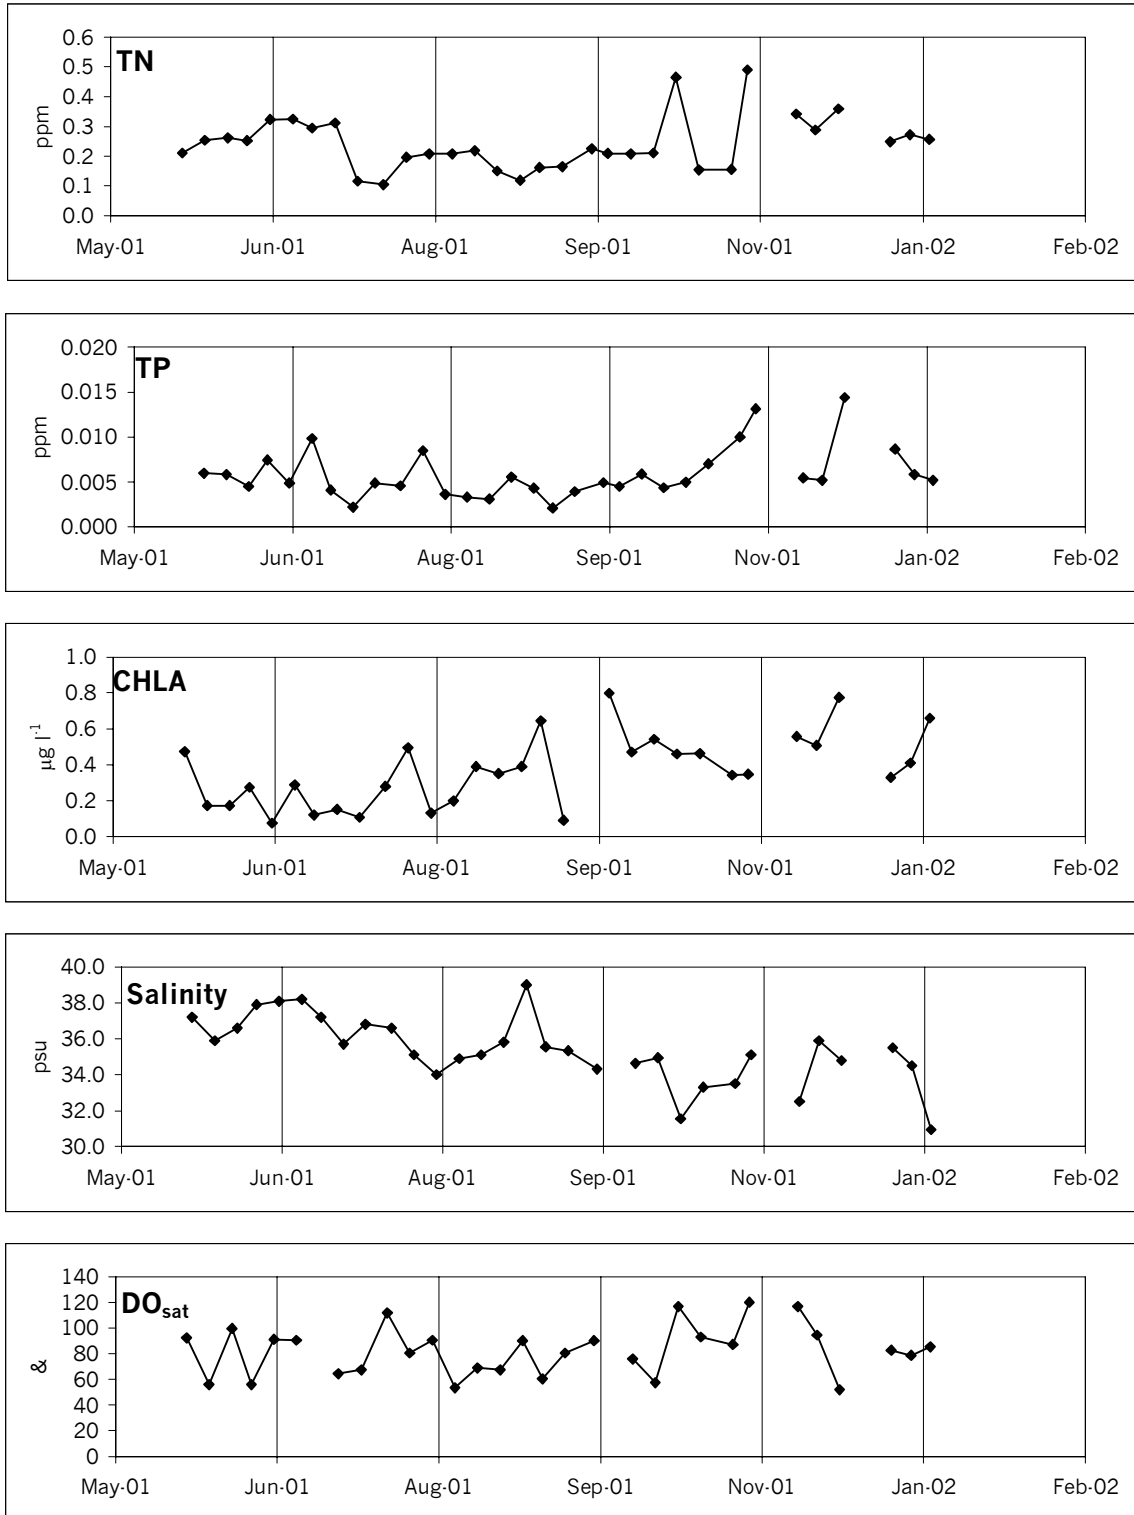 TN
ppm
0.6
0.5
0.4
0.3
0.2
0.1
0.0
May-01 Jun-01 Aug-01 Sep-01 Nov-01 Jan-02 Feb-02
TP
ppm
0.020
0.015
0.010
0.005
0.000
May-01 Jun-01 Aug-01 Sep-01 Nov-01 Jan-02 Feb-02
CHLA
µg l⁻¹
1.0
0.8
0.6
0.4
0.2
0.0
May-01 Jun-01 Aug-01 Sep-01 Nov-01 Jan-02 Feb-02
Salinity
psu
40.0
38.0
36.0
34.0
32.0
30.0
May-01 Jun-01 Aug-01 Sep-01 Nov-01 Jan-02 Feb-02
DOsat
&
140
120
100
80
60
40
20
0
May-01 Jun-01 Aug-01 Sep-01 Nov-01 Jan-02 Feb-02